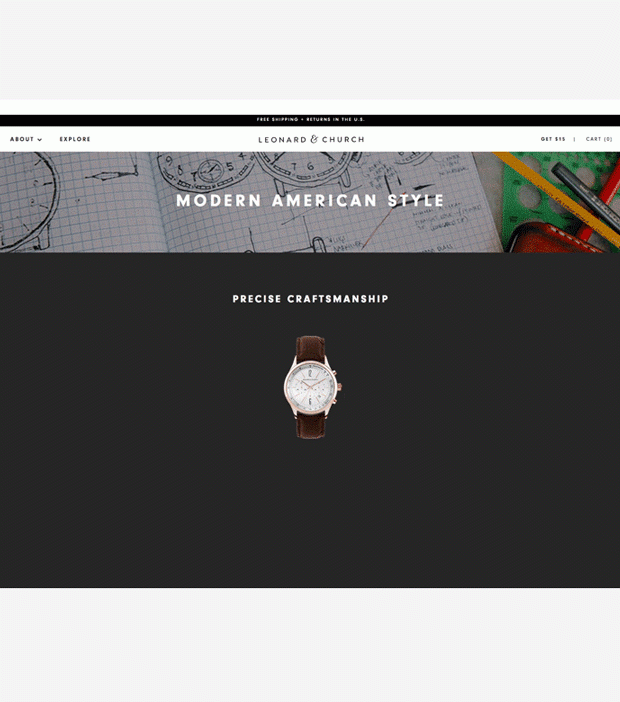 FREE SHIPPING + RETURNS IN THE U.S.
ABOUT
EXPLORE
LEONARD & CHURCH
GET $15 | CART (0)
MODERN AMERICAN STYLE
PRECISE CRAFTSMANSHIP